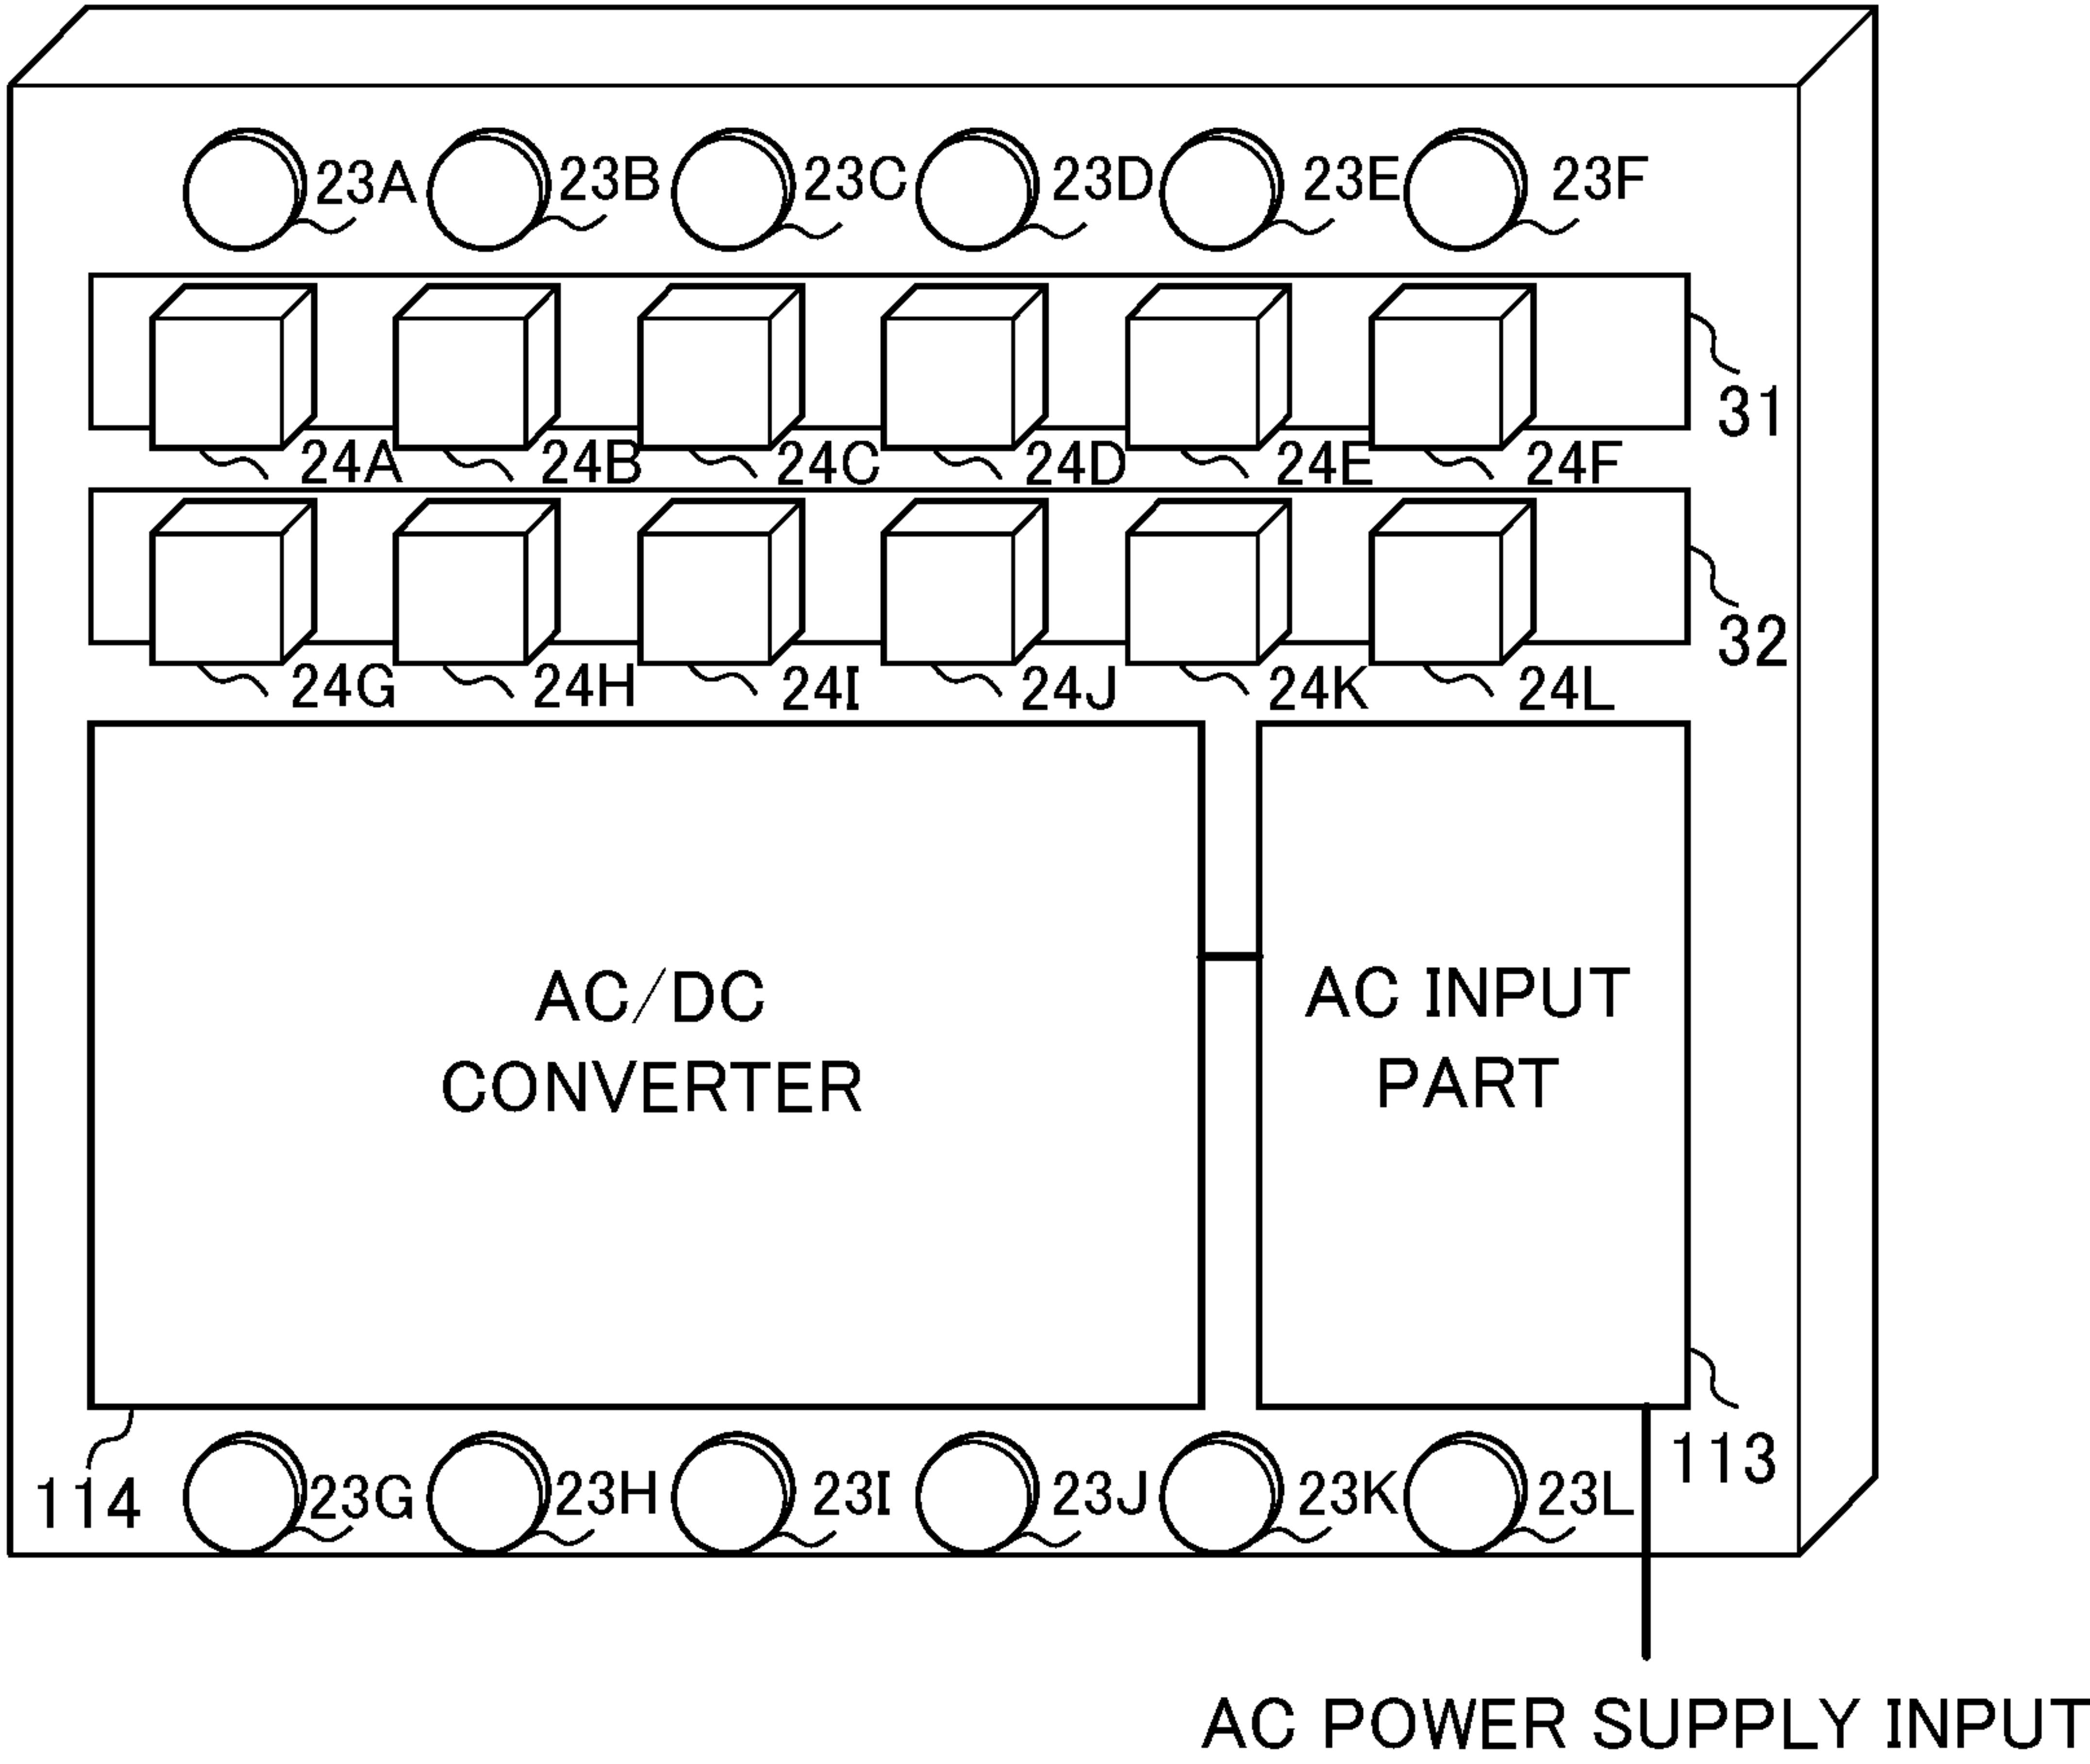 23A 23B 23C 23D 23E 23F
31
24A 24B 24C 24D 24E 24F
32
24G 24H 24I 24J 24K 24L
AC/DC
CONVERTER
AC INPUT
PART
113
114 23G 23H 23I 23J 23K 23L
AC POWER SUPPLY INPUT